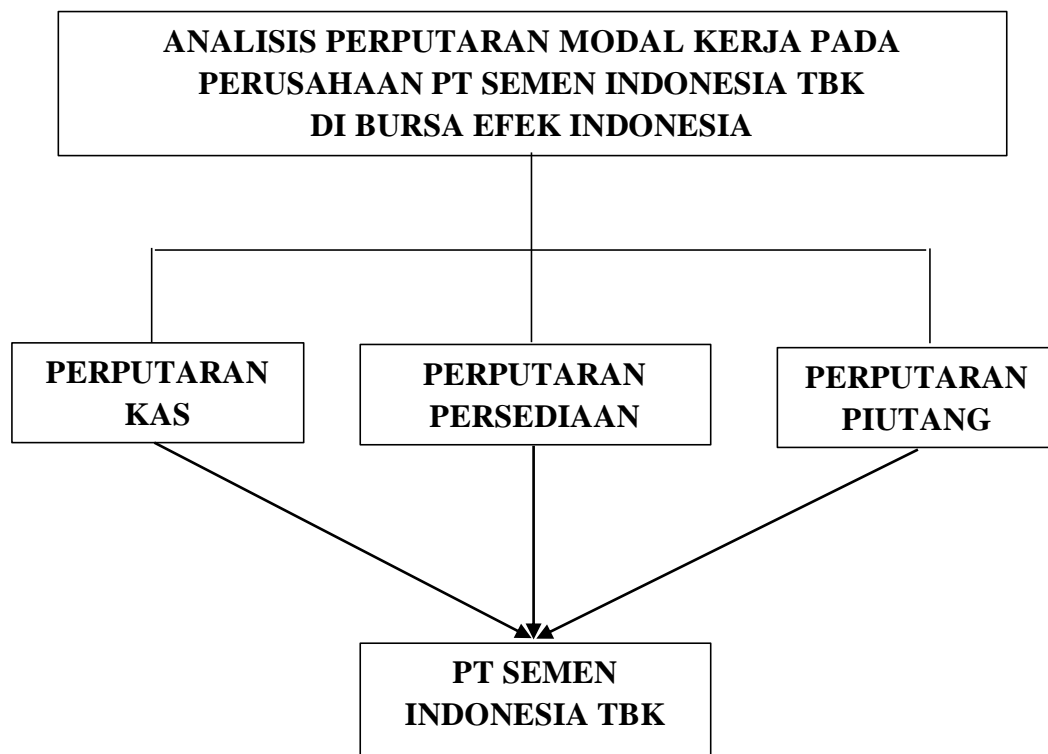 ANALISIS PERPUTARAN MODAL KERJA PADA
PERUSAHAAN PT SEMEN INDONESIA TBK
DI BURSA EFEK INDONESIA
PERPUTARAN
KAS
PERPUTARAN
PERSEDIAAN
PERPUTARAN
PIUTANG
PT SEMEN
INDONESIA TBK